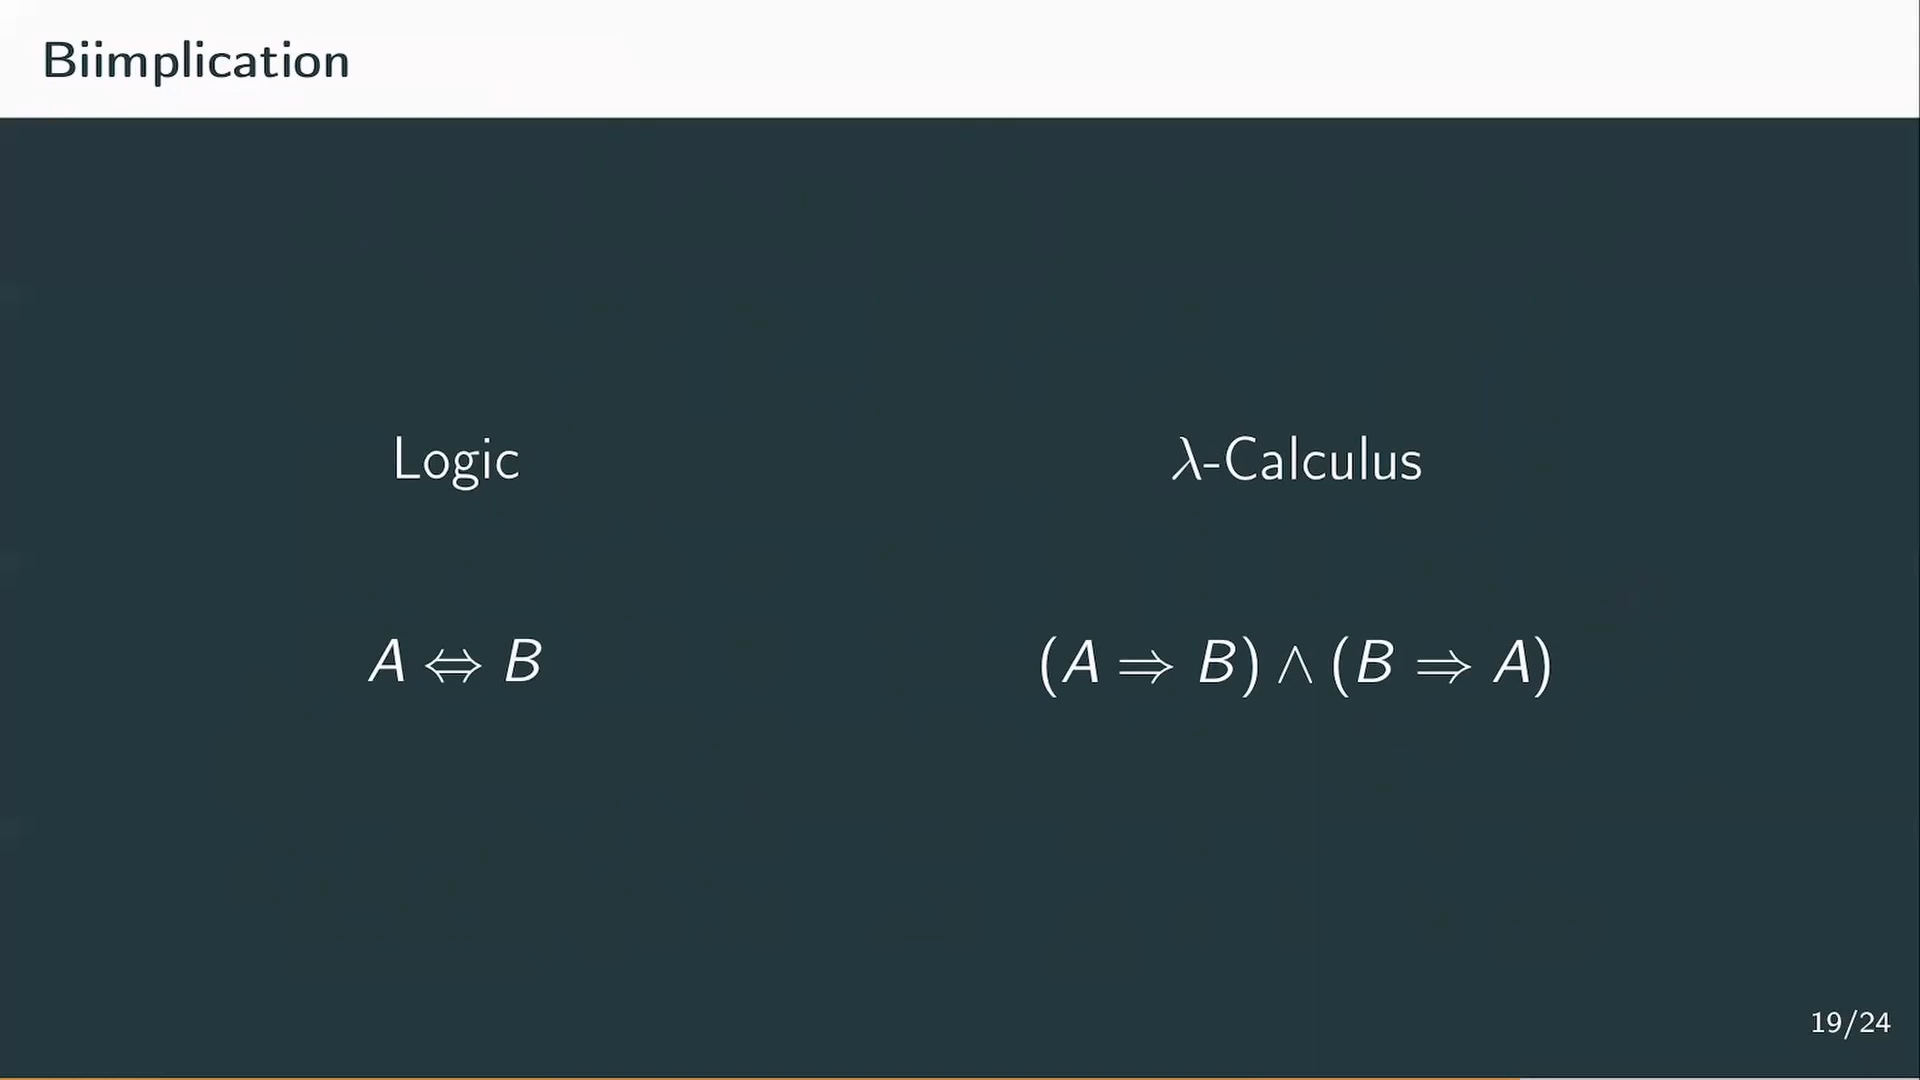 Biimplication
Logic
λ-Calculus
A ⇔ B
(A ⇒ B) ∧ (B ⇒ A)
19/24